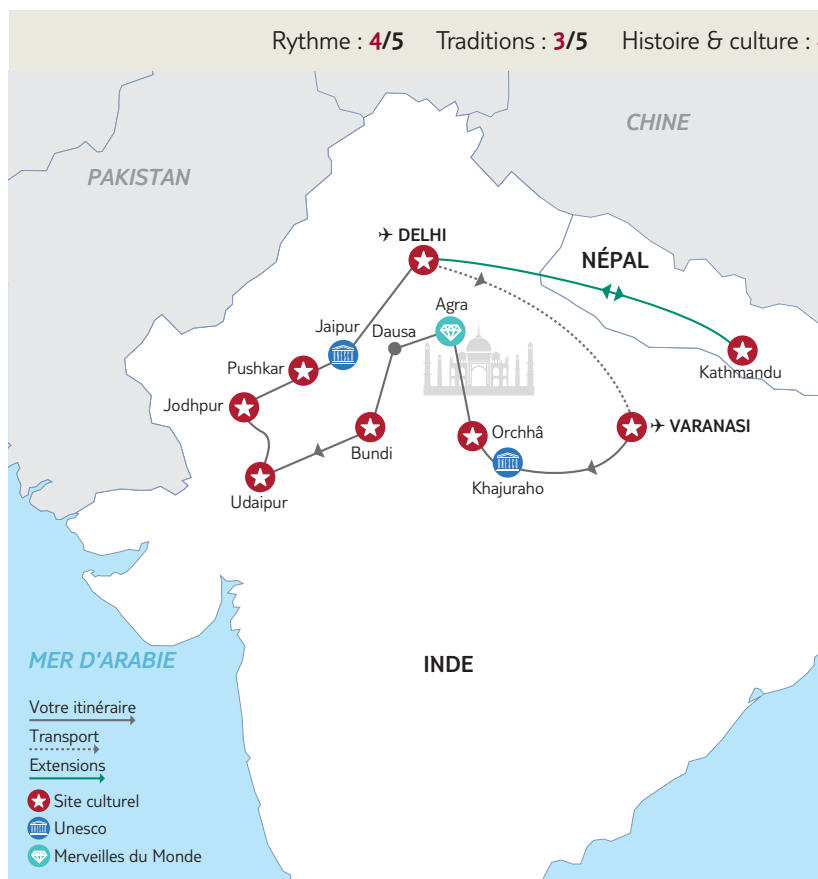 Rythme : 4/5 Traditions : 3/5 Histoire & culture :
CHINE
PAKISTAN
DELHI
NÉPAL
Agra
Jaipur
Dausa
Pushkar
Kathmandu
Jodhpur
VARANASI
Orchhâ
Bundi
Khajuraho
Udaipur
MER D'ARABIE
INDE
Votre itinéraire
Transport
Extensions
Site culturel
Unesco
Merveilles du Monde